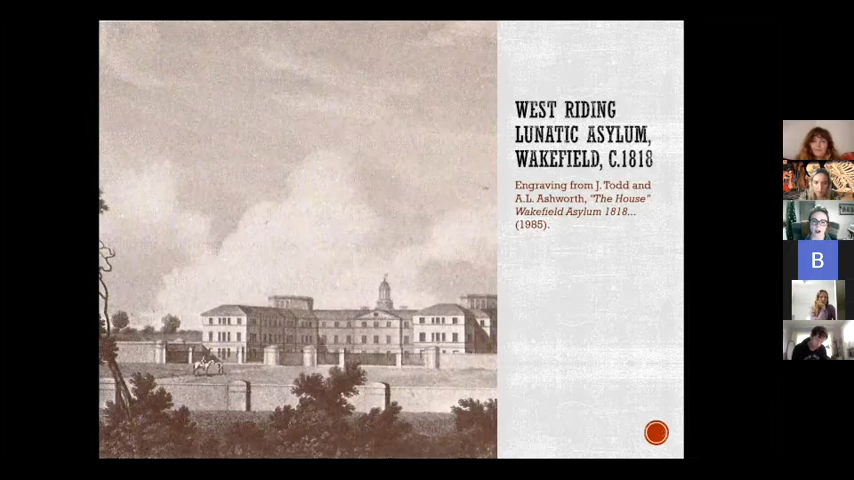 WEST RIDING
LUNATIC ASYLUM,
WAKEFIELD, C.1818
Engraving from J. Todd and
A.L. Ashworth, "The House"
Wakefield Asylum 1818...
(1985).
B